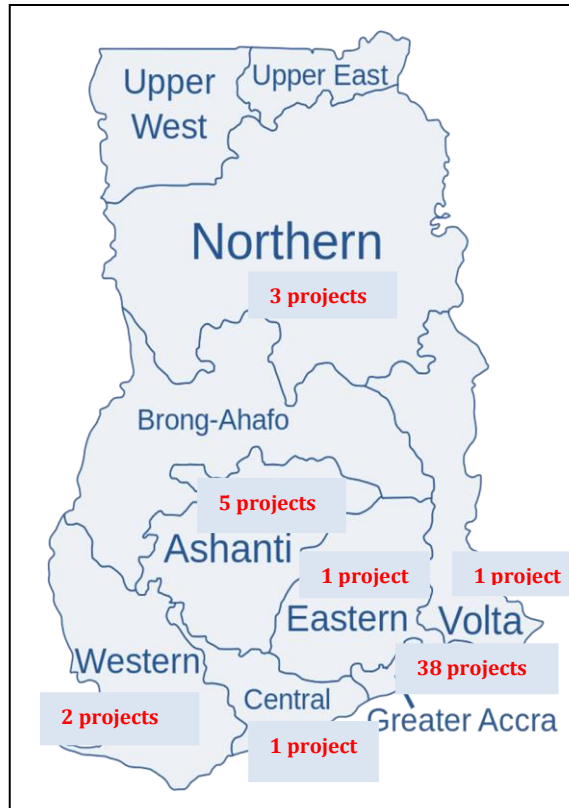 Upper
West
Upper East
Northern
3 projects
Brong-Ahafo
5 projects
Ashanti
1 project
1 project
Eastern
Volta
Western
38 projects
Central
2 projects
Greater Accra
1 project